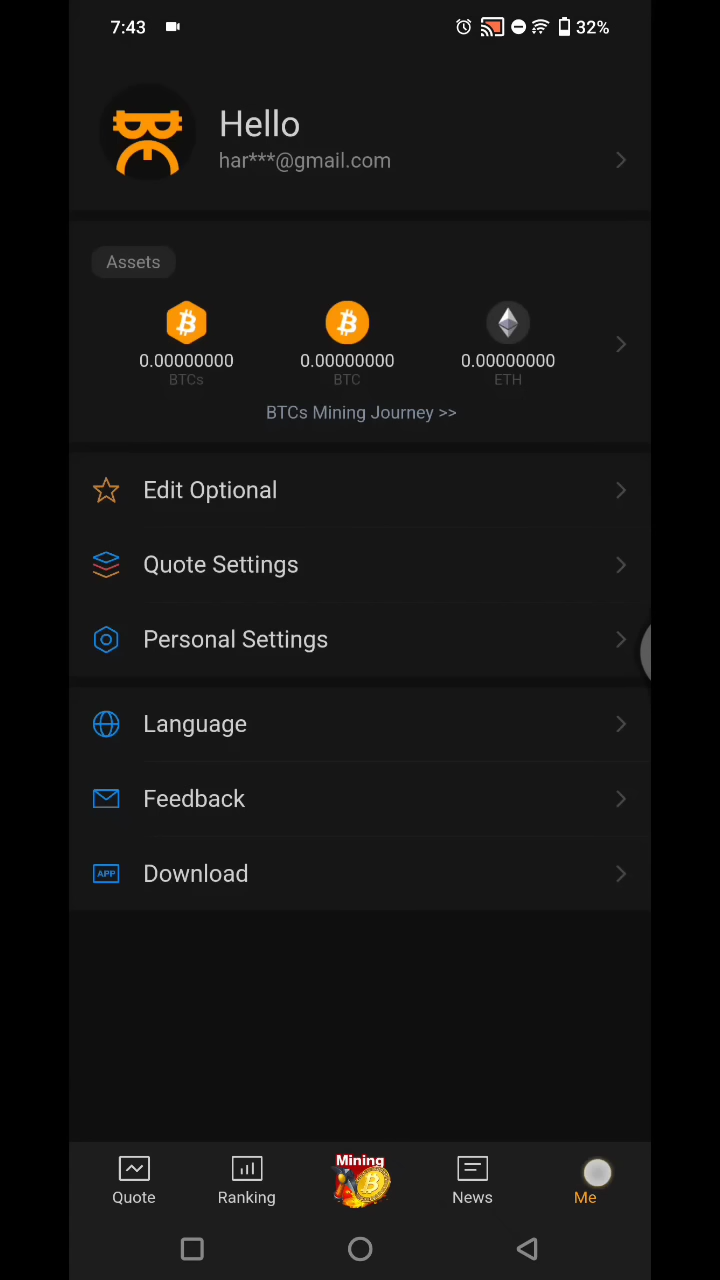 7:43
32%
Hello
har***@gmail.com
Assets
0.00000000 0.00000000 0.00000000
BTCs BTC ETH
BTCs Mining Journey >>
Edit Optional
Quote Settings
Personal Settings
Language
Feedback
APP Download
Mining
Quote Ranking News Me